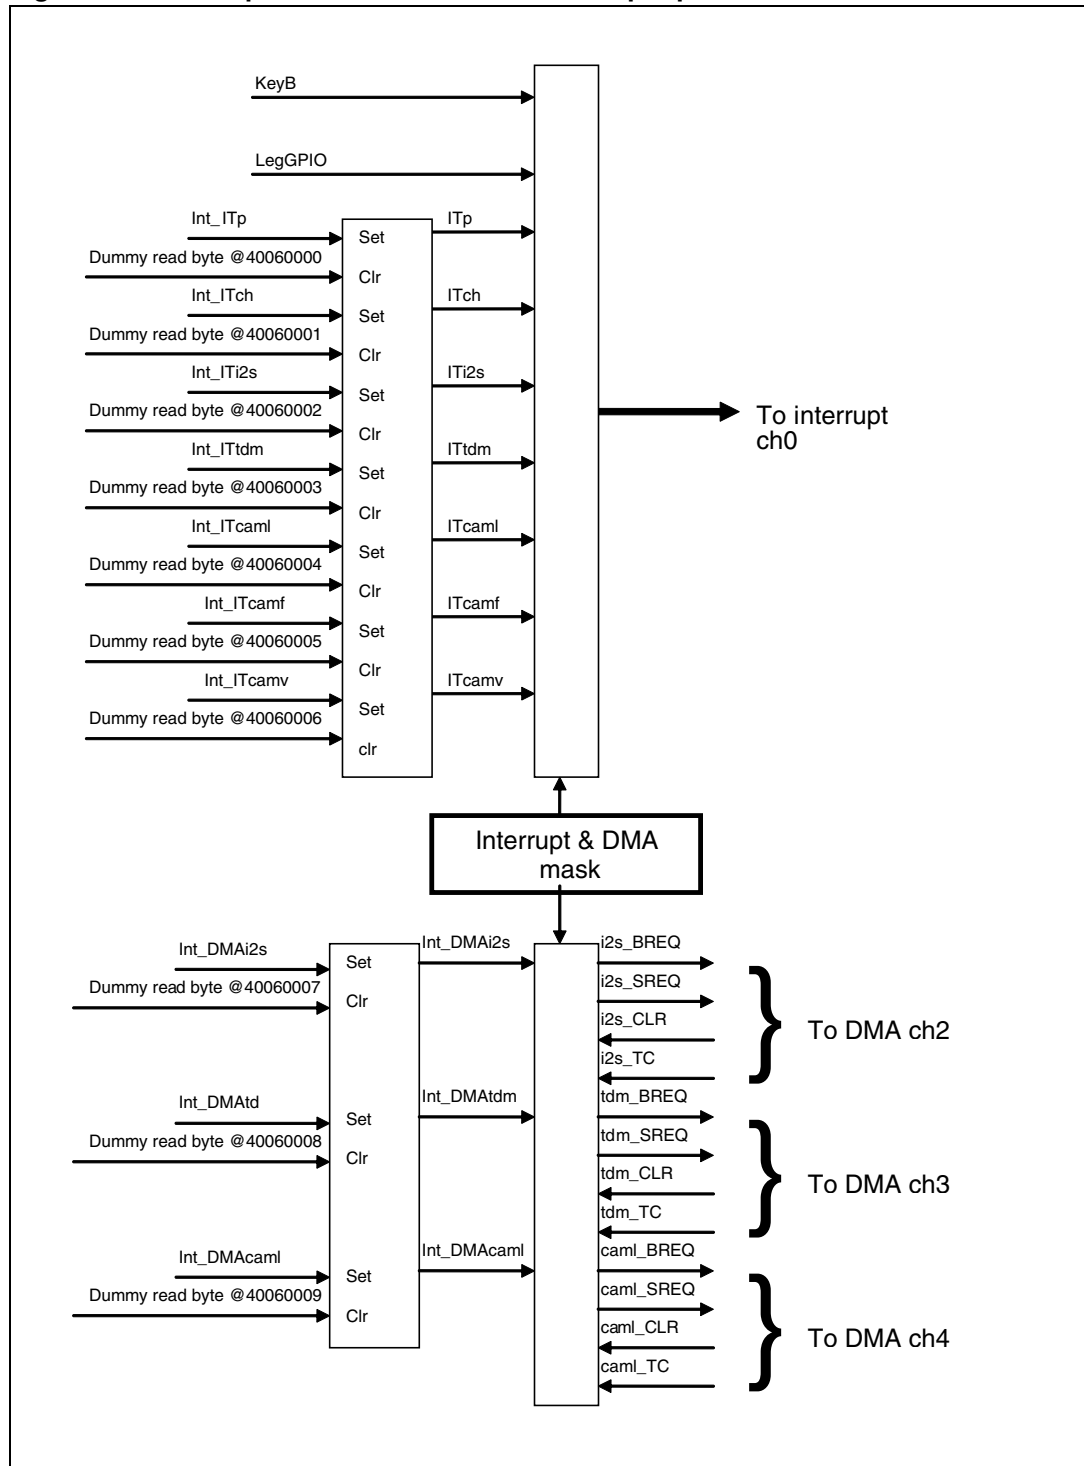 KeyB
LegGPIO
Int_ITp
Set
ITp
Dummy read byte @40060000
Clr
Int_ITch
Set
ITch
Dummy read byte @40060001
Clr
Int_ITi2s
Set
ITi2s
Dummy read byte @40060002
Clr
To interrupt
ch0
Int_ITtdm
Set
ITtdm
Dummy read byte @40060003
Clr
Int_ITcaml
Set
ITcaml
Dummy read byte @40060004
Clr
Int_ITcamf
Set
ITcamf
Dummy read byte @40060005
Clr
Int_ITcamv
Set
ITcamv
Dummy read byte @40060006
clr
Interrupt & DMA
mask
Int_DMAi2s
Set
Int_DMAi2s
i2s_BREQ
Dummy read byte @40060007
Clr
i2s_SREQ
i2s_CLR
i2s_TC
To DMA ch2
Int_DMAtd
Set
Int_DMAtdm
tdm_BREQ
Dummy read byte @40060008
Clr
tdm_SREQ
tdm_CLR
tdm_TC
To DMA ch3
Int_DMAcaml
Set
Int_DMAcaml
caml_BREQ
Dummy read byte @40060009
Clr
caml_SREQ
caml_CLR
caml_TC
To DMA ch4